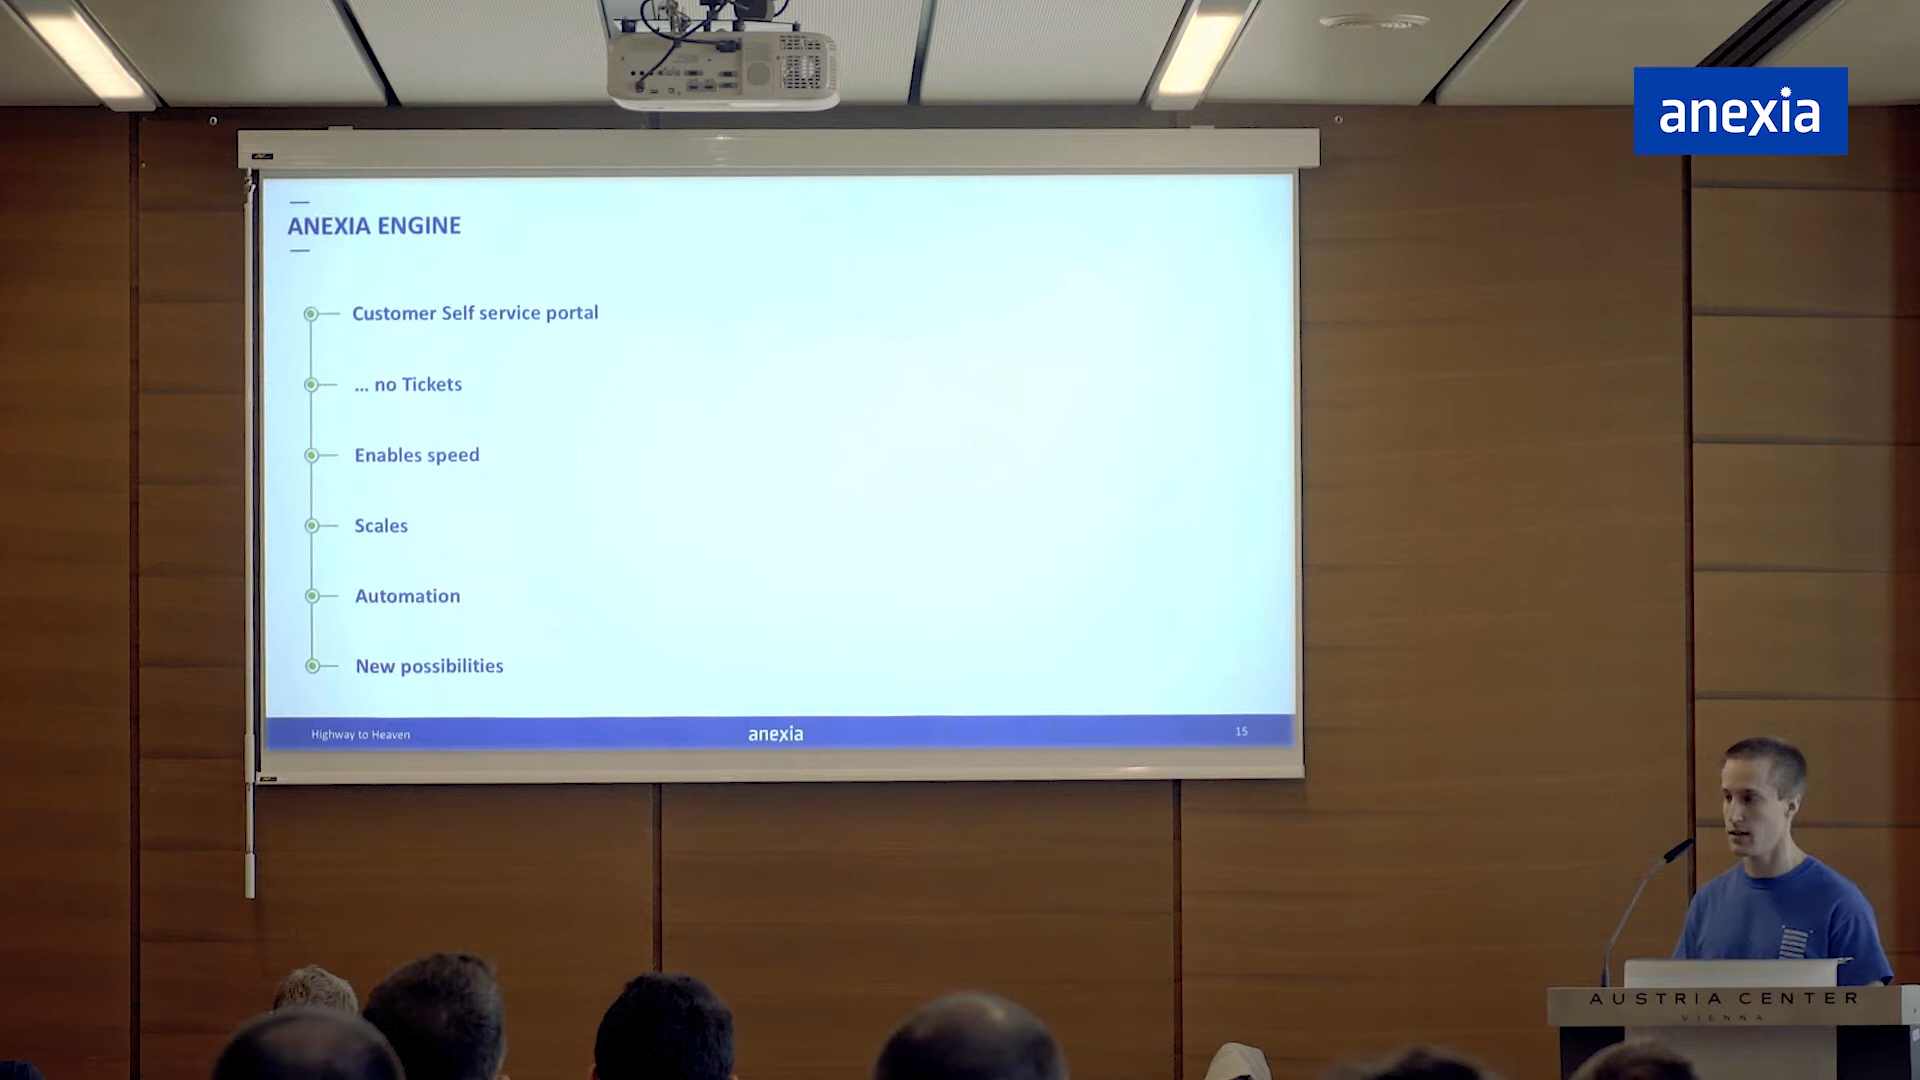 anexia
ANEXIA ENGINE
Customer Self service portal
... no Tickets
Enables speed
Scales
Automation
New possibilities
Highway to Heaven
anexia
15
AUSTRIA CENTER
VIENNA